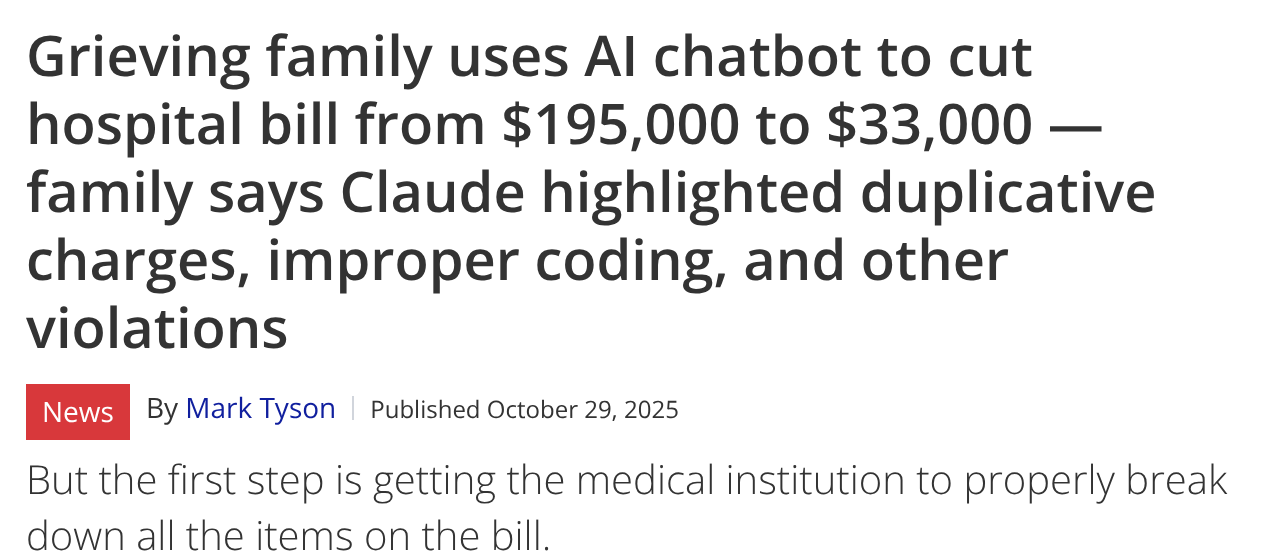 Grieving family uses AI chatbot to cut
hospital bill from $195,000 to $33,000 —
family says Claude highlighted duplicative
charges, improper coding, and other
violations
News By Mark Tyson Published October 29, 2025
But the first step is getting the medical institution to properly break
down all the items on the bill.